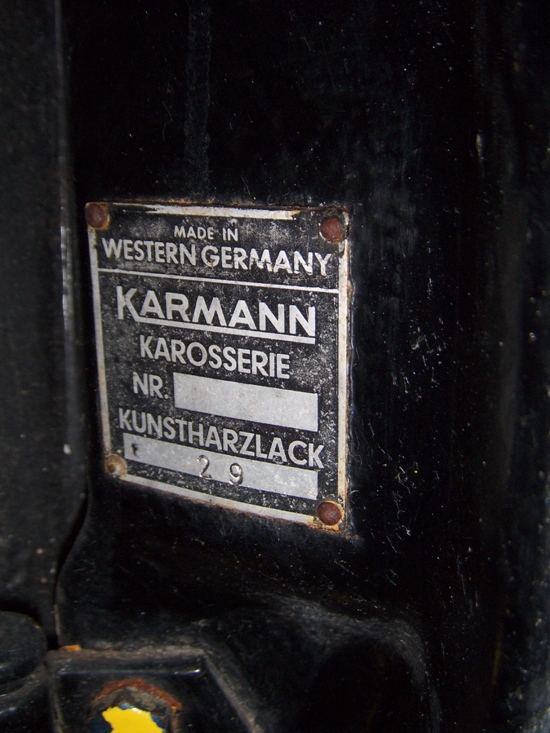 MADE IN
WESTERN GERMANY
KARMANN
KAROSSERIE
NR.
KUNSTHARZLACK
29